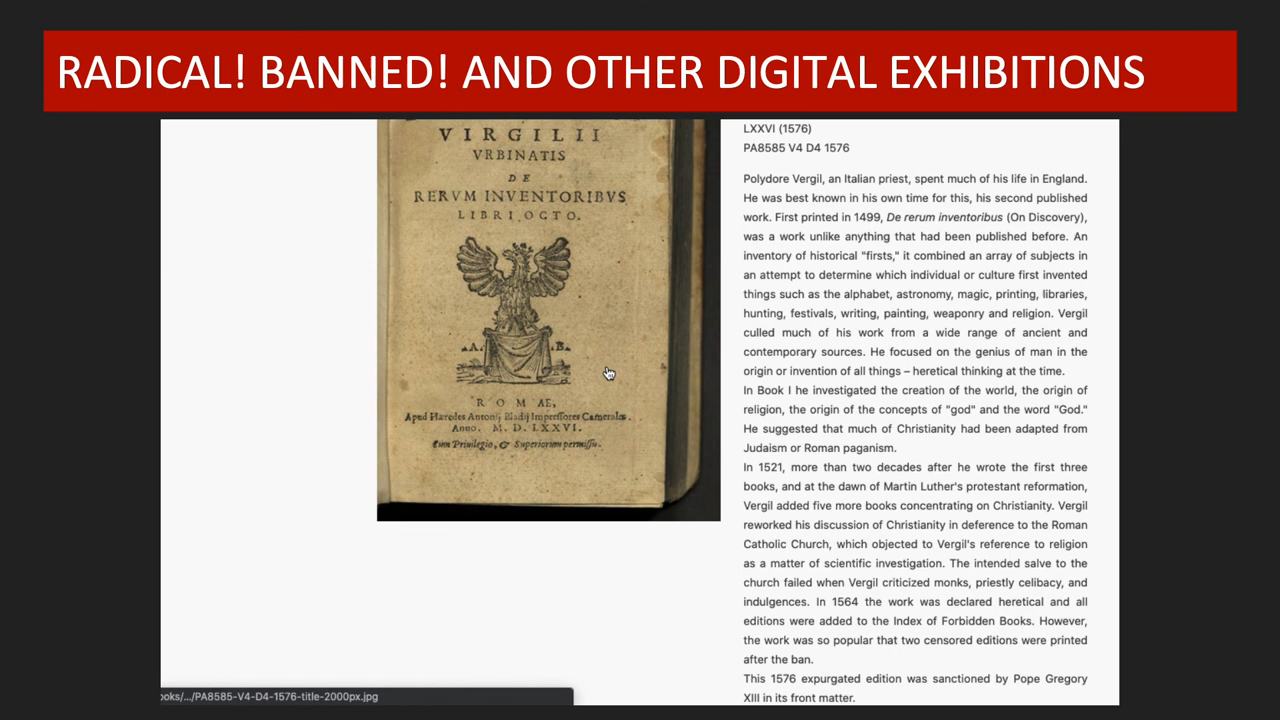 RADICAL! BANNED! AND OTHER DIGITAL EXHIBITIONS
VIRGILII
VRBINATIS
DE
RERVM INVENTORIBVS
LIBRI OCTO.
.A. B.
ROMAE,
Apud Hæredes Antonij Bladij Impressores Camerales.
Anno. M. D. LXXVI.
Cum Priuilegio, & Superiorum permissu.
LXXVI (1576)
PA8585 V4 D4 1576
Polydore Vergil, an Italian priest, spent much of his life in England.
He was best known in his own time for this, his second published
work. First printed in 1499, De rerum inventoribus (On Discovery),
was a work unlike anything that had been published before. An
inventory of historical "firsts," it combined an array of subjects in
an attempt to determine which individual or culture first invented
things such as the alphabet, astronomy, magic, printing, libraries,
hunting, festivals, writing, painting, weaponry and religion. Vergil
culled much of his work from a wide range of ancient and
contemporary sources. He focused on the genius of man in the
origin or invention of all things – heretical thinking at the time.
In Book I he investigated the creation of the world, the origin of
religion, the origin of the concepts of "god" and the word "God."
He suggested that much of Christianity had been adapted from
Judaism or Roman paganism.
In 1521, more than two decades after he wrote the first three
books, and at the dawn of Martin Luther's protestant reformation,
Vergil added five more books concentrating on Christianity. Vergil
reworked his discussion of Christianity in deference to the Roman
Catholic Church, which objected to Vergil's reference to religion
as a matter of scientific investigation. The intended salve to the
church failed when Vergil criticized monks, priestly celibacy, and
indulgences. In 1564 the work was declared heretical and all
editions were added to the Index of Forbidden Books. However,
the work was so popular that two censored editions were printed
after the ban.
This 1576 expurgated edition was sanctioned by Pope Gregory
XIII in its front matter.
ooks/.../PA8585-V4-D4-1576-title-2000px.jpg